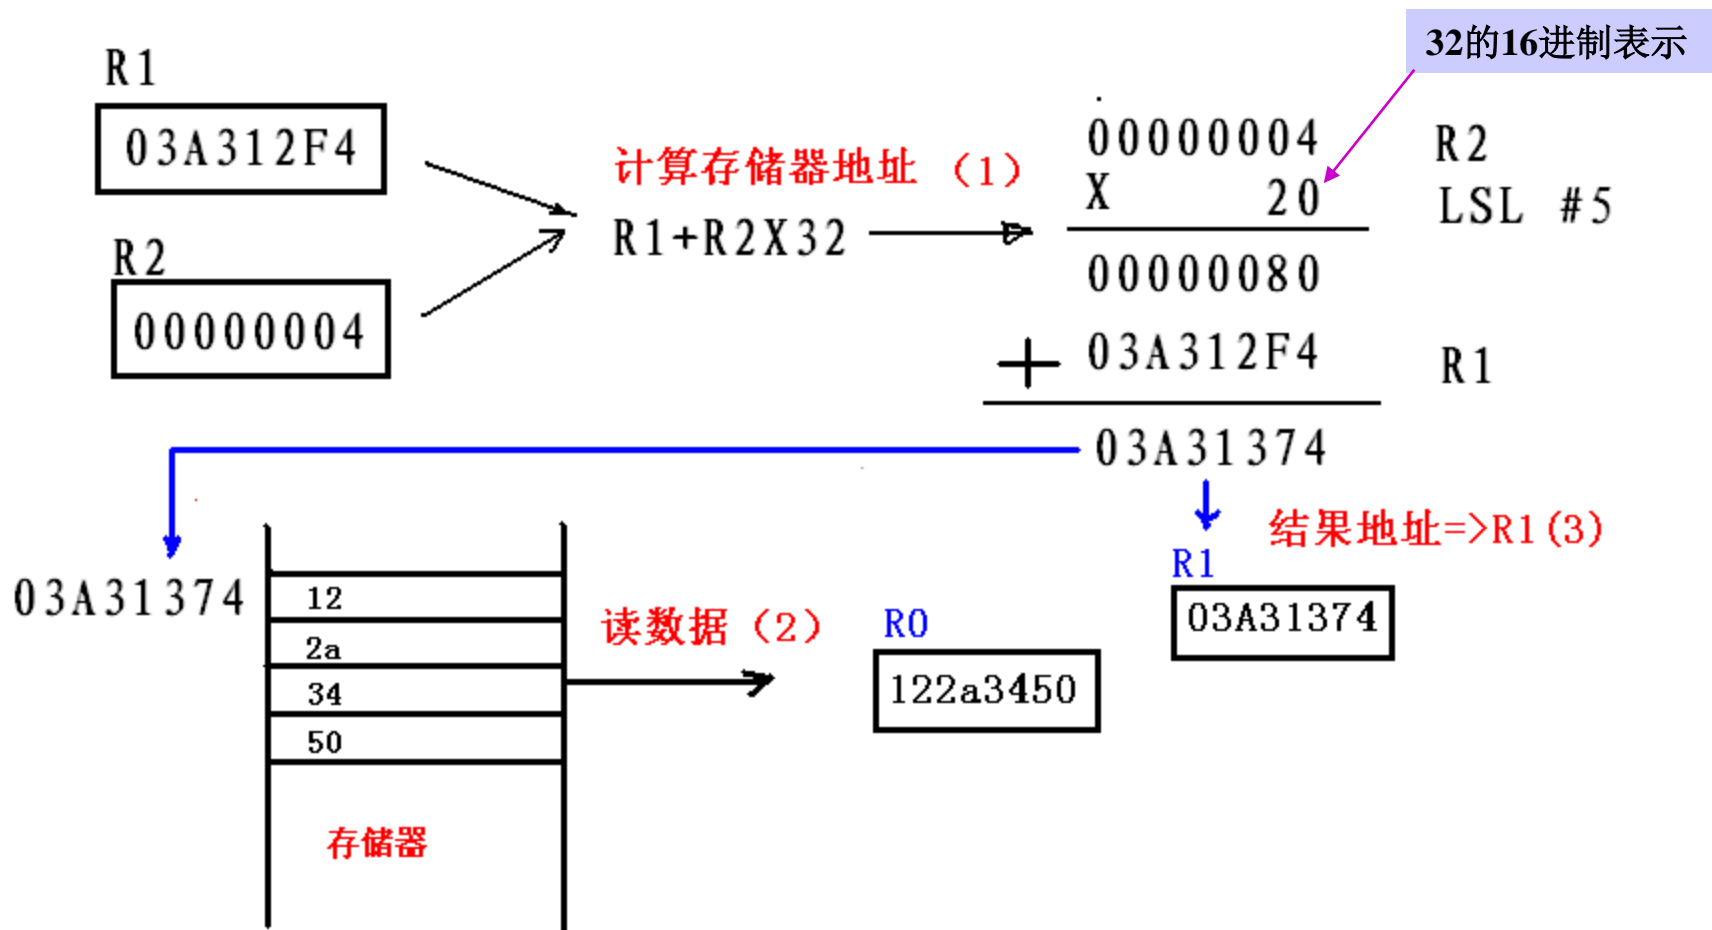 32的16进制表示
R1
03A312F4
R2
00000004
计算存储器地址（1）
R1+R2X32
00000004 R2
X 20 LSL #5
00000080
+ 03A312F4 R1
03A31374
结果地址=>R1(3)
R1
03A31374
03A31374
12
2a
34
50
存储器
读数据（2）
R0
122a3450